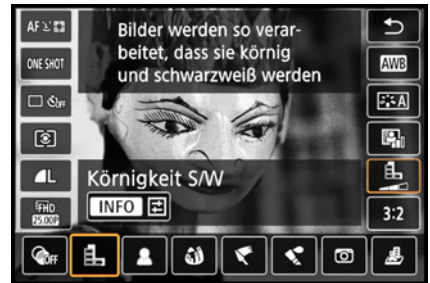 AF
Bilder werden so verar-
beitet, dass sie körnig
und schwarzweiß werden
ONE SHOT
AWB
OFF
A
Körnigkeit S/W
L
INFO
FHD
25.00P
3:2
OFF